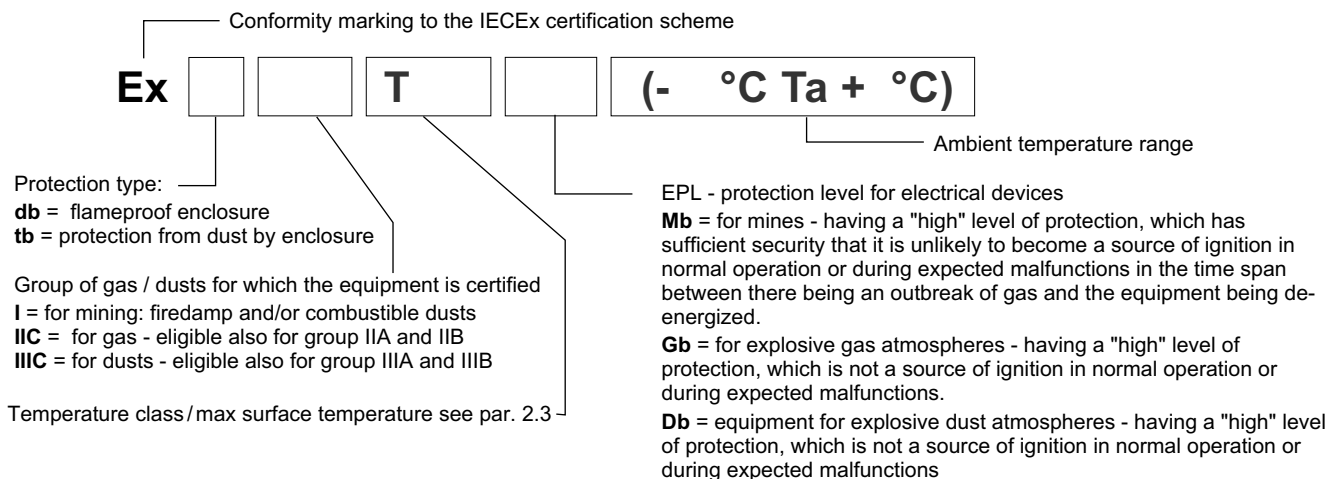 Conformity marking to the IECEx certification scheme
Ex T (- °C Ta + °C)
Ambient temperature range
Protection type:
db = flameproof enclosure
tb = protection from dust by enclosure
Group of gas / dusts for which the equipment is certified
I = for mining: firedamp and/or combustible dusts
IIC = for gas - eligible also for group IIA and IIB
IIIC = for dusts - eligible also for group IIIA and IIIB
Temperature class/max surface temperature see par. 2.3
EPL - protection level for electrical devices
Mb = for mines - having a "high" level of protection, which has
sufficient security that it is unlikely to become a source of ignition in
normal operation or during expected malfunctions in the time span
between there being an outbreak of gas and the equipment being de-
energized.
Gb = for explosive gas atmospheres - having a "high" level of
protection, which is not a source of ignition in normal operation or
during expected malfunctions.
Db = equipment for explosive dust atmospheres - having a "high" level
of protection, which is not a source of ignition in normal operation or
during expected malfunctions